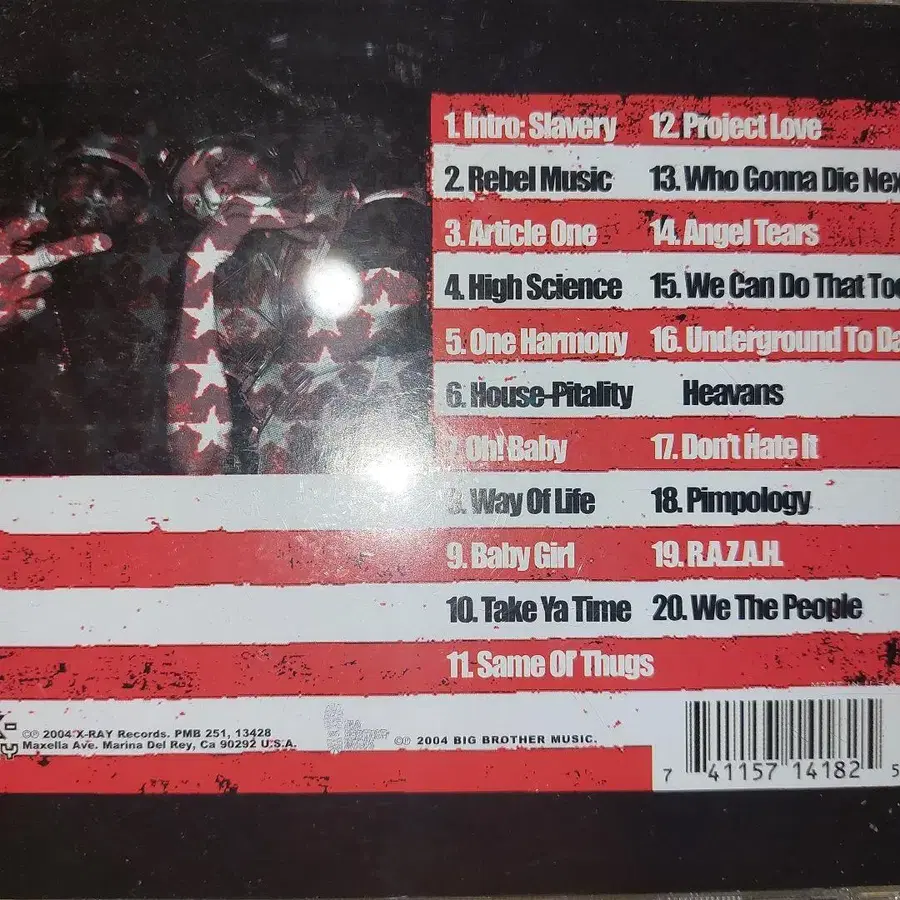 1. Intro: Slavery
2. Rebel Music
3. Article One
4. High Science
5. One Harmony
6. House-Pitality
7. Oh! Baby
8. Way Of Life
9. Baby Girl
10. Take Ya Time
11. Same Ol' Thugs
12. Project Love
13. Who Gonna Die
14. Angel Tears
15. We Can Do That
16. Underground To
Heavans
17. Don't Hate It
18. Pimpology
19. R.A.Z.A.H.
20. We The People
©℗ 2004 X-RAY Records. PMB 251, 13428
Maxella Ave. Marina Del Rey, Ca 90292 U.S.A.
©℗ 2004 BIG BROTHER MUSIC.
7 41157 14182 5